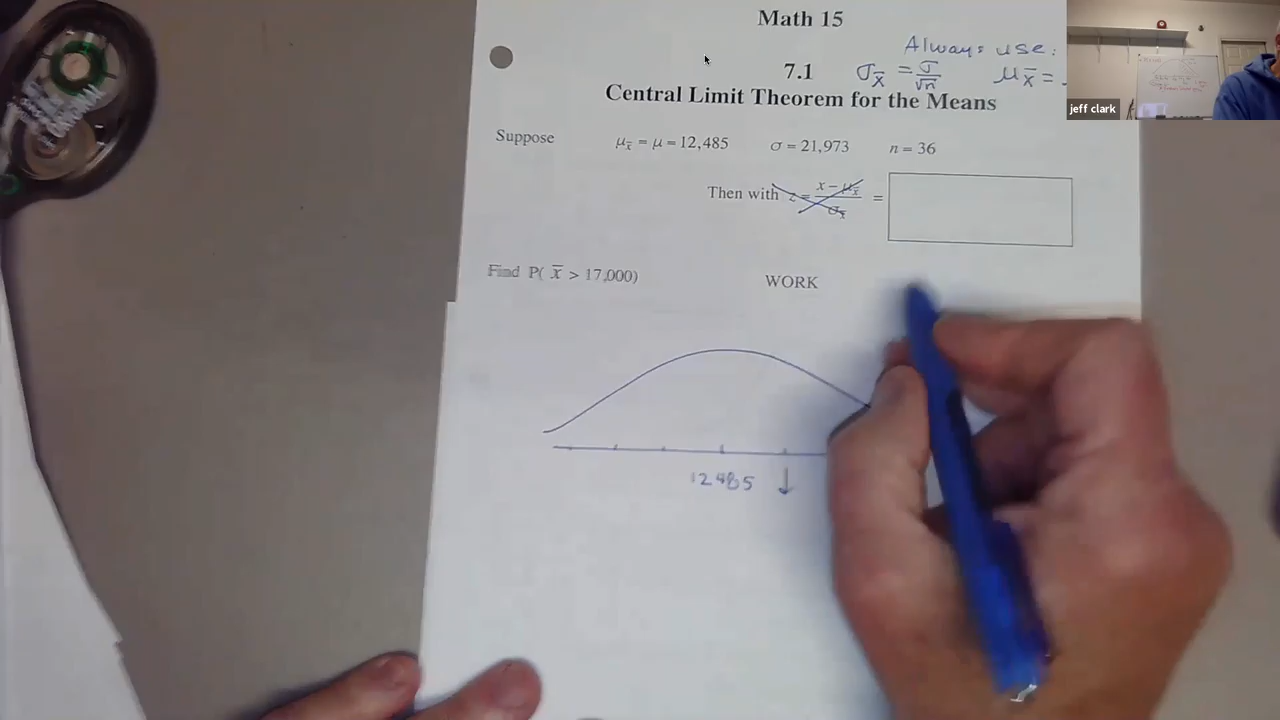 Math 15
Always use:
7.1 σx̄ = σ/√n μx̄ =
Central Limit Theorem for the Means
jeff clark
Suppose μx̄ = μ = 12,485 σ = 21,973 n = 36
Then with z = (x − μx̄)/σx̄ =
Find P( x̄ > 17,000) WORK
12485 ↓